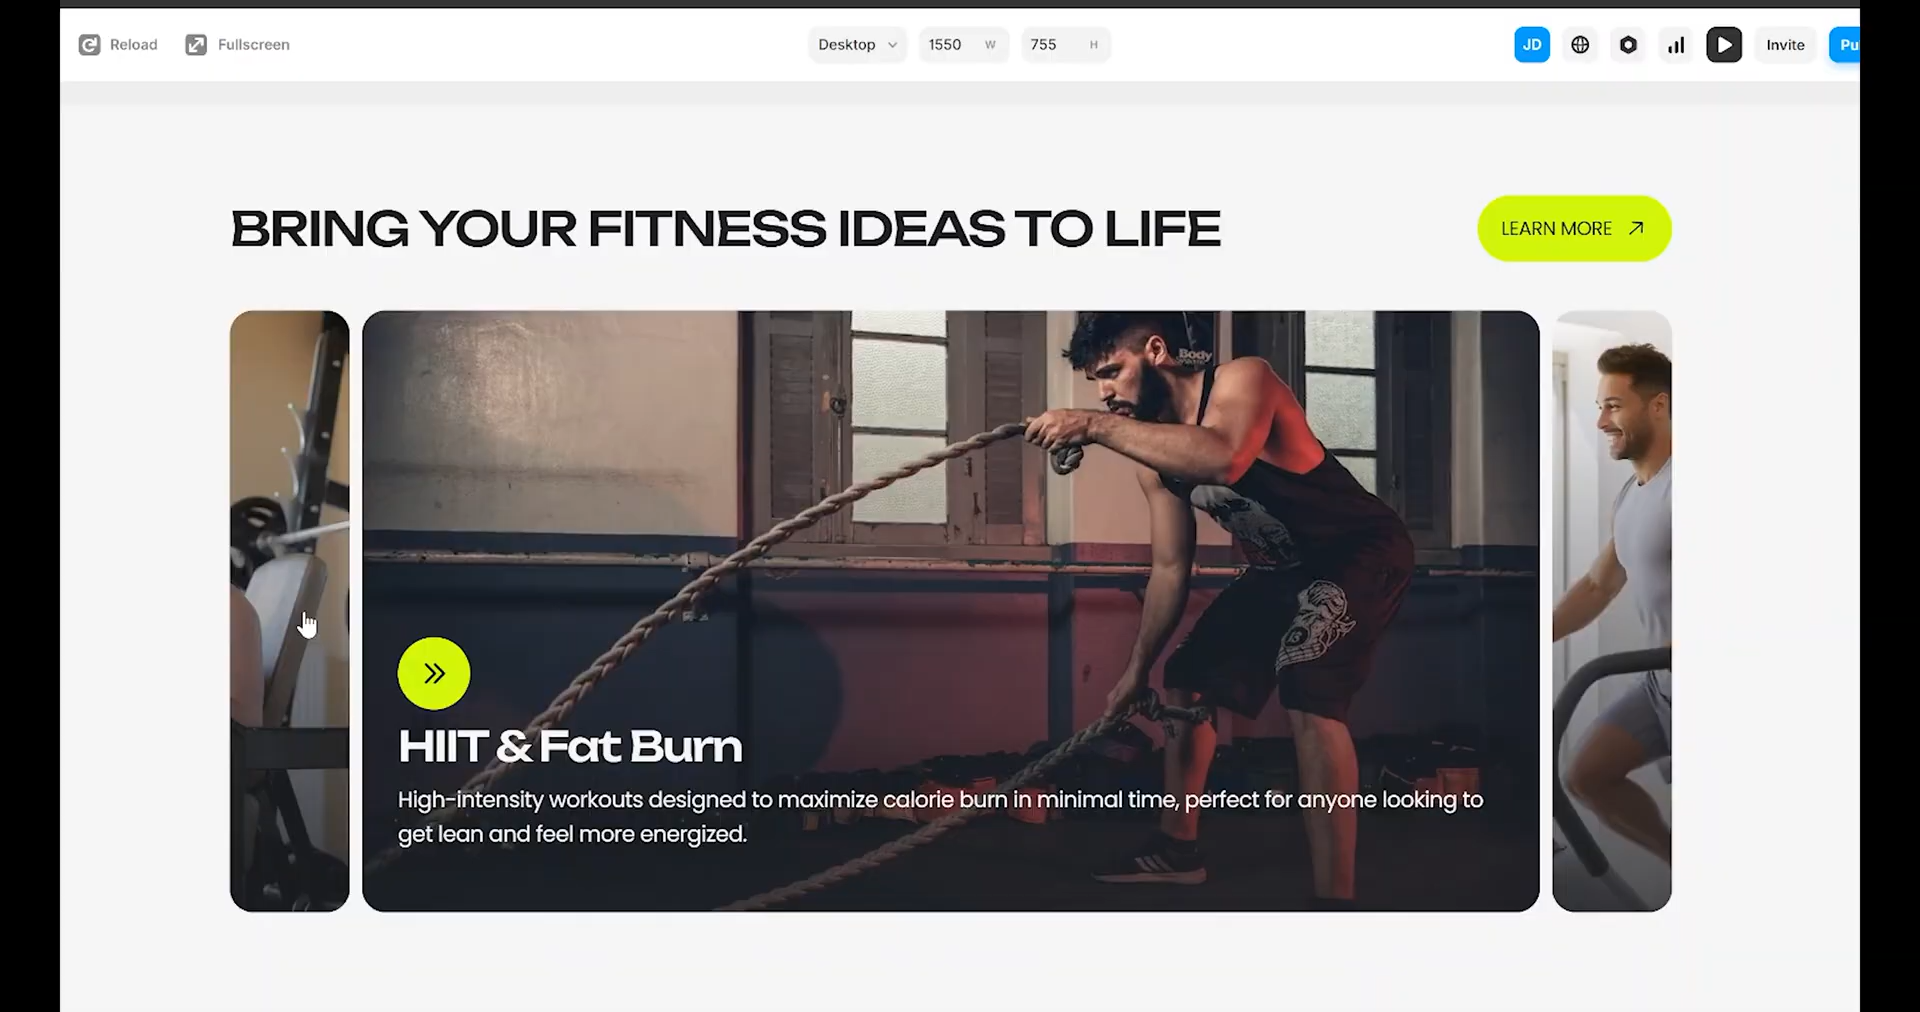 Reload Fullscreen Desktop 1550 W 755 H JD Invite
BRING YOUR FITNESS IDEAS TO LIFE
LEARN MORE
Body
HIIT & Fat Burn
High-intensity workouts designed to maximize calorie burn in minimal time, perfect for anyone looking to
get lean and feel more energized.